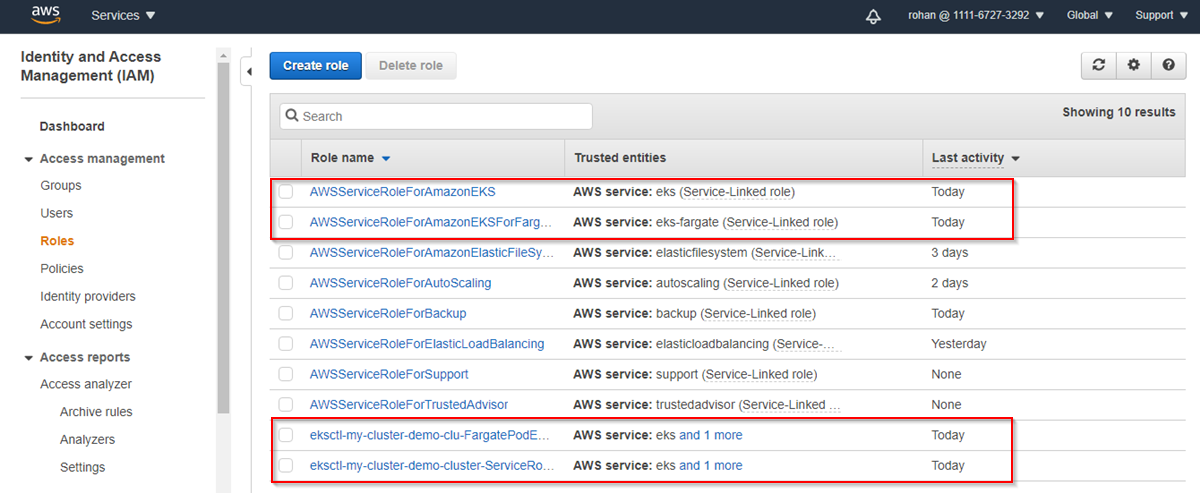 aws Services rohan @ 1111-6727-3292 Global Support
Identity and Access
Management (IAM)
Dashboard
Access management
Groups
Users
Roles
Policies
Identity providers
Account settings
Access reports
Access analyzer
Archive rules
Analyzers
Settings
Create role Delete role
Search Showing 10 results
Role name Trusted entities Last activity
AWSServiceRoleForAmazonEKS AWS service: eks (Service-Linked role) Today
AWSServiceRoleForAmazonEKSForFarg... AWS service: eks-fargate (Service-Linked role) Today
AWSServiceRoleForAmazonElasticFileSy... AWS service: elasticfilesystem (Service-Link... 3 days
AWSServiceRoleForAutoScaling AWS service: autoscaling (Service-Linked role) 2 days
AWSServiceRoleForBackup AWS service: backup (Service-Linked role) Today
AWSServiceRoleForElasticLoadBalancing AWS service: elasticloadbalancing (Service-... Yesterday
AWSServiceRoleForSupport AWS service: support (Service-Linked role) None
AWSServiceRoleForTrustedAdvisor AWS service: trustedadvisor (Service-Linked ... None
eksctl-my-cluster-demo-clu-FargatePodE... AWS service: eks and 1 more Today
eksctl-my-cluster-demo-cluster-ServiceRo... AWS service: eks and 1 more Today